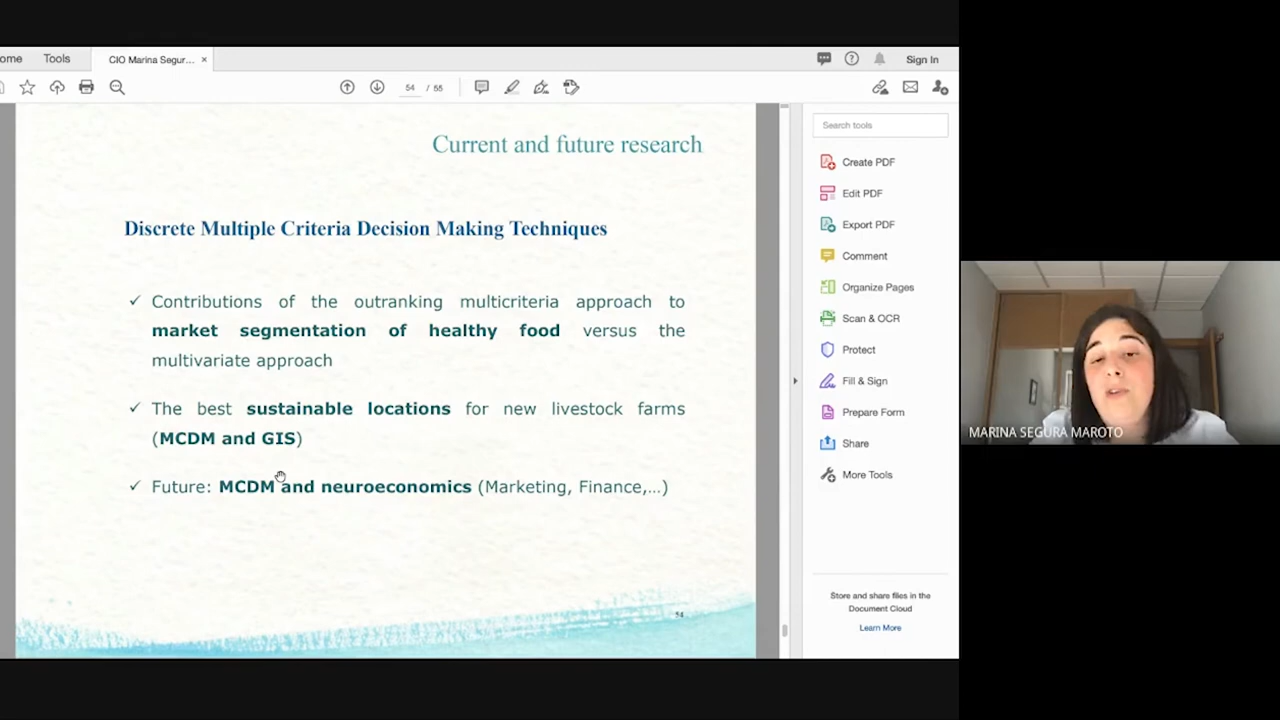 ome Tools CIO Marina Segur... ×
Sign In
54 / 55
Current and future research
Discrete Multiple Criteria Decision Making Techniques
✓ Contributions of the outranking multicriteria approach to
market segmentation of healthy food versus the
multivariate approach
✓ The best sustainable locations for new livestock farms
(MCDM and GIS)
✓ Future: MCDM and neuroeconomics (Marketing, Finance,...)
54
Search tools
Create PDF
Edit PDF
Export PDF
Comment
Organize Pages
Scan & OCR
Protect
Fill & Sign
Prepare Form
Share
More Tools
Store and share files in the
Document Cloud
Learn More
MARINA SEGURA MAROTO